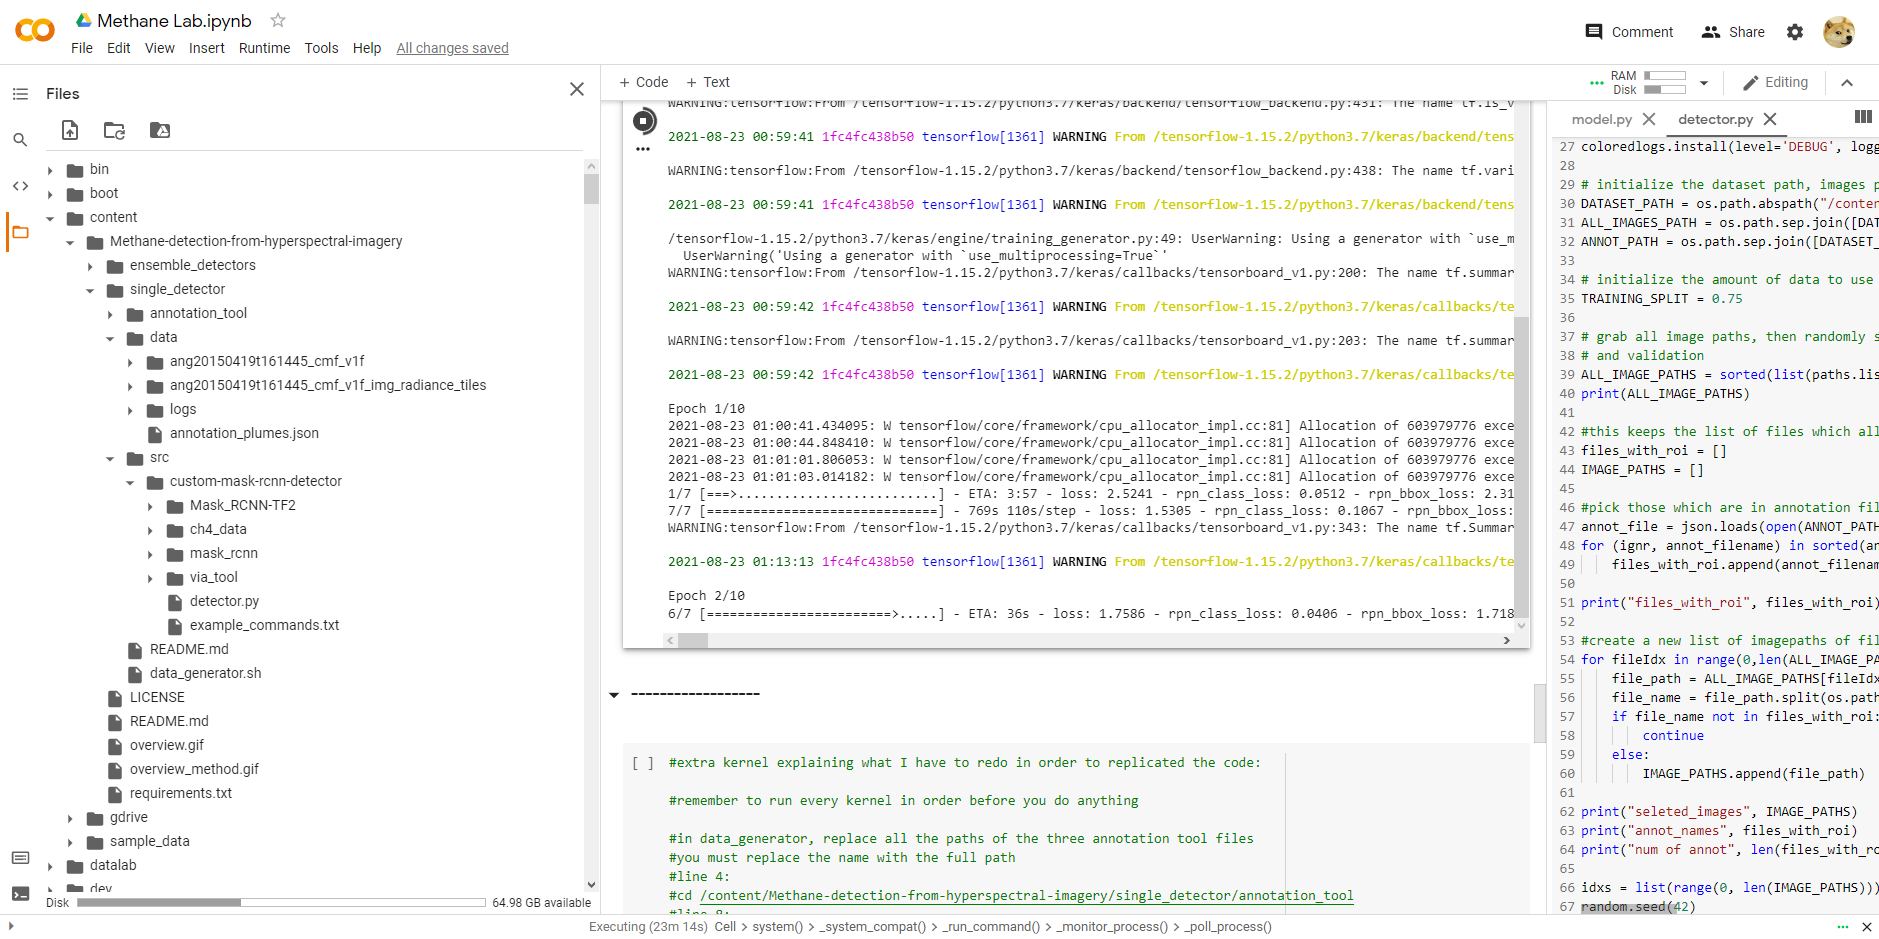 Methane Lab.ipynb
File Edit View Insert Runtime Tools Help All changes saved
Comment Share
Files
+ Code + Text
RAM
Disk
Editing
bin
boot
content
Methane-detection-from-hyperspectral-imagery
ensemble_detectors
single_detector
annotation_tool
data
ang20150419t161445_cmf_v1f
ang20150419t161445_cmf_v1f_img_radiance_tiles
logs
annotation_plumes.json
src
custom-mask-rcnn-detector
Mask_RCNN-TF2
ch4_data
mask_rcnn
via_tool
detector.py
example_commands.txt
README.md
data_generator.sh
LICENSE
README.md
overview.gif
overview_method.gif
requirements.txt
gdrive
sample_data
datalab
dev
Disk 64.98 GB available
WARNING:tensorflow:From /tensorflow-1.15.2/python3.7/keras/backend/tensorflow_backend.py:431: The name tf.is_v
2021-08-23 00:59:41 1fc4fc438b50 tensorflow[1361] WARNING From /tensorflow-1.15.2/python3.7/keras/backend/tens
WARNING:tensorflow:From /tensorflow-1.15.2/python3.7/keras/backend/tensorflow_backend.py:438: The name tf.vari
2021-08-23 00:59:41 1fc4fc438b50 tensorflow[1361] WARNING From /tensorflow-1.15.2/python3.7/keras/backend/tens
/tensorflow-1.15.2/python3.7/keras/engine/training_generator.py:49: UserWarning: Using a generator with `use_m
UserWarning('Using a generator with `use_multiprocessing=True`'
WARNING:tensorflow:From /tensorflow-1.15.2/python3.7/keras/callbacks/tensorboard_v1.py:200: The name tf.summar
2021-08-23 00:59:42 1fc4fc438b50 tensorflow[1361] WARNING From /tensorflow-1.15.2/python3.7/keras/callbacks/te
WARNING:tensorflow:From /tensorflow-1.15.2/python3.7/keras/callbacks/tensorboard_v1.py:203: The name tf.summar
2021-08-23 00:59:42 1fc4fc438b50 tensorflow[1361] WARNING From /tensorflow-1.15.2/python3.7/keras/callbacks/te
Epoch 1/10
2021-08-23 01:00:41.434095: W tensorflow/core/framework/cpu_allocator_impl.cc:81] Allocation of 603979776 exce
2021-08-23 01:00:44.848410: W tensorflow/core/framework/cpu_allocator_impl.cc:81] Allocation of 603979776 exce
2021-08-23 01:01:01.806053: W tensorflow/core/framework/cpu_allocator_impl.cc:81] Allocation of 603979776 exce
2021-08-23 01:01:03.014182: W tensorflow/core/framework/cpu_allocator_impl.cc:81] Allocation of 603979776 exce
1/7 [===>..........................] - ETA: 3:57 - loss: 2.5241 - rpn_class_loss: 0.0512 - rpn_bbox_loss: 2.31
7/7 [==============================] - 769s 110s/step - loss: 1.5305 - rpn_class_loss: 0.1067 - rpn_bbox_loss:
WARNING:tensorflow:From /tensorflow-1.15.2/python3.7/keras/callbacks/tensorboard_v1.py:343: The name tf.Summar
2021-08-23 01:13:13 1fc4fc438b50 tensorflow[1361] WARNING From /tensorflow-1.15.2/python3.7/keras/callbacks/te
Epoch 2/10
6/7 [========================>.....] - ETA: 36s - loss: 1.7586 - rpn_class_loss: 0.0406 - rpn_bbox_loss: 1.718
------------------
[ ] #extra kernel explaining what I have to redo in order to replicated the code:
#remember to run every kernel in order before you do anything
#in data_generator, replace all the paths of the three annotation tool files
#you must replace the name with the full path
#line 4:
#cd /content/Methane-detection-from-hyperspectral-imagery/single_detector/annotation_tool
#line 8:
model.py detector.py
27 coloredlogs.install(level='DEBUG', logg
28
29 # initialize the dataset path, images p
30 DATASET_PATH = os.path.abspath("/conten
31 ALL_IMAGES_PATH = os.path.sep.join([DAT
32 ANNOT_PATH = os.path.sep.join([DATASET_
33
34 # initialize the amount of data to use
35 TRAINING_SPLIT = 0.75
36
37 # grab all image paths, then randomly s
38 # and validation
39 ALL_IMAGE_PATHS = sorted(list(paths.lis
40 print(ALL_IMAGE_PATHS)
41
42 #this keeps the list of files which all
43 files_with_roi = []
44 IMAGE_PATHS = []
45
46 #pick those which are in annotation fil
47 annot_file = json.loads(open(ANNOT_PATH
48 for (ignr, annot_filename) in sorted(an
49 files_with_roi.append(annot_filenam
50
51 print("files_with_roi", files_with_roi)
52
53 #create a new list of imagepaths of fil
54 for fileIdx in range(0,len(ALL_IMAGE_PA
55 file_path = ALL_IMAGE_PATHS[fileIdx
56 file_name = file_path.split(os.path
57 if file_name not in files_with_roi:
58 continue
59 else:
60 IMAGE_PATHS.append(file_path)
61
62 print("seleted_images", IMAGE_PATHS)
63 print("annot_names", files_with_roi)
64 print("num of annot", len(files_with_ro
65
66 idxs = list(range(0, len(IMAGE_PATHS)))
67 random.seed(42)
Executing (23m 14s) Cell > system() > _system_compat() > _run_command() > _monitor_process() > _poll_process()